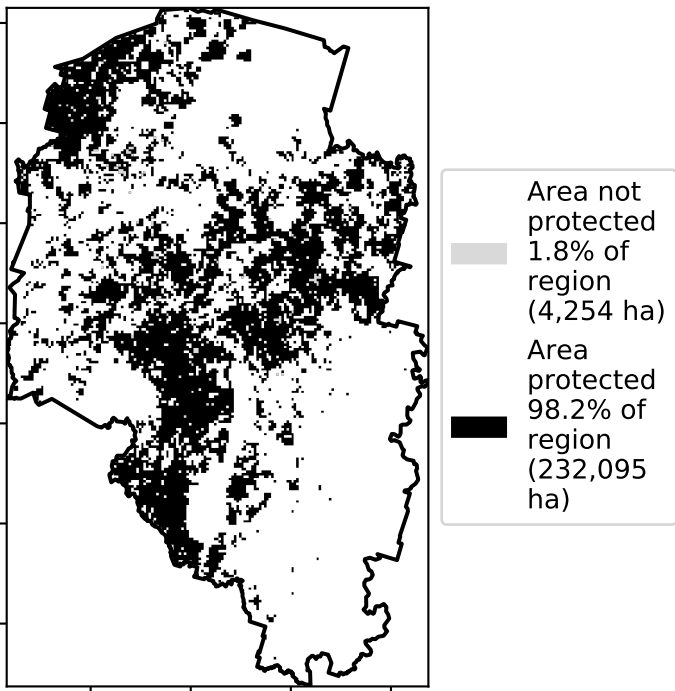 Area not
protected
1.8% of
region
(4,254 ha)
Area
protected
98.2% of
region
(232,095
ha)